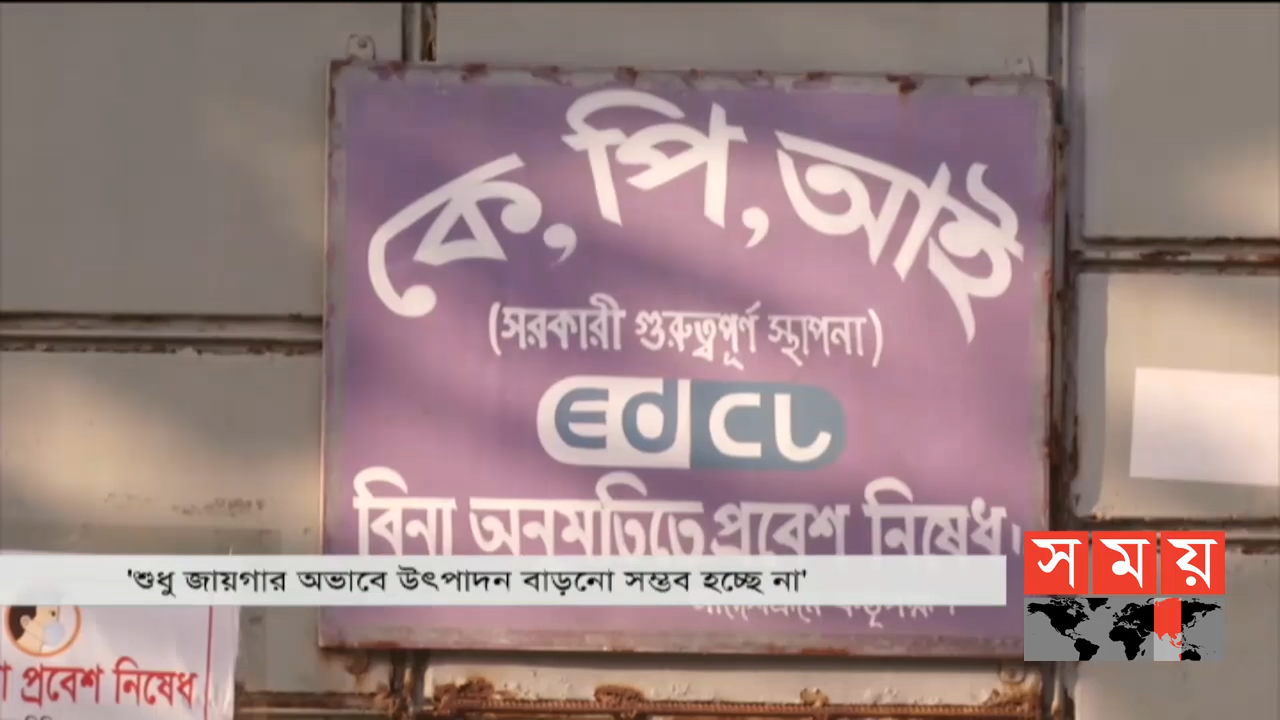 কে, পি, আই
(সরকারী গুরুত্বপূর্ণ স্থাপনা)
edcl
বিনা অনুমতিতে প্রবেশ নিষেধ।
'শুধু জায়গার অভাবে উৎপাদন বাড়নো সম্ভব হচ্ছে না'
সময়
প্রবেশ নিষেধ